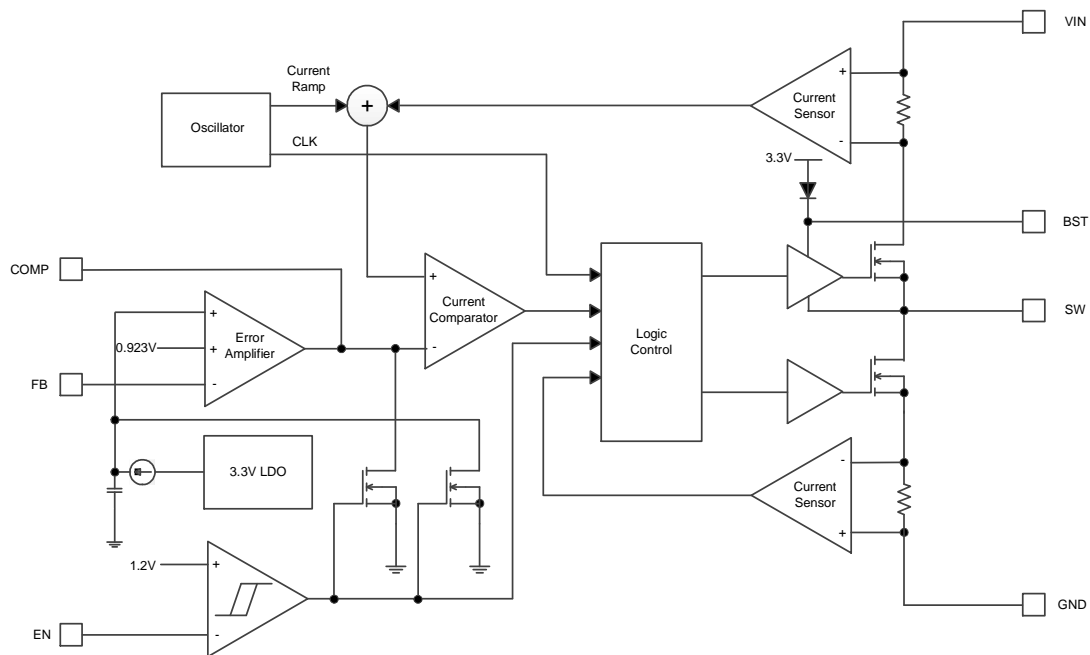 VIN
Current
Ramp
+
+
Current
Sensor
-
Oscillator
CLK
3.3V
BST
COMP
+
Current
Comparator
-
Logic
Control
SW
+
0.923V
+
Error
Amplifier
-
FB
3.3V LDO
-
Current
Sensor
+
1.2V
+
-
EN
GND